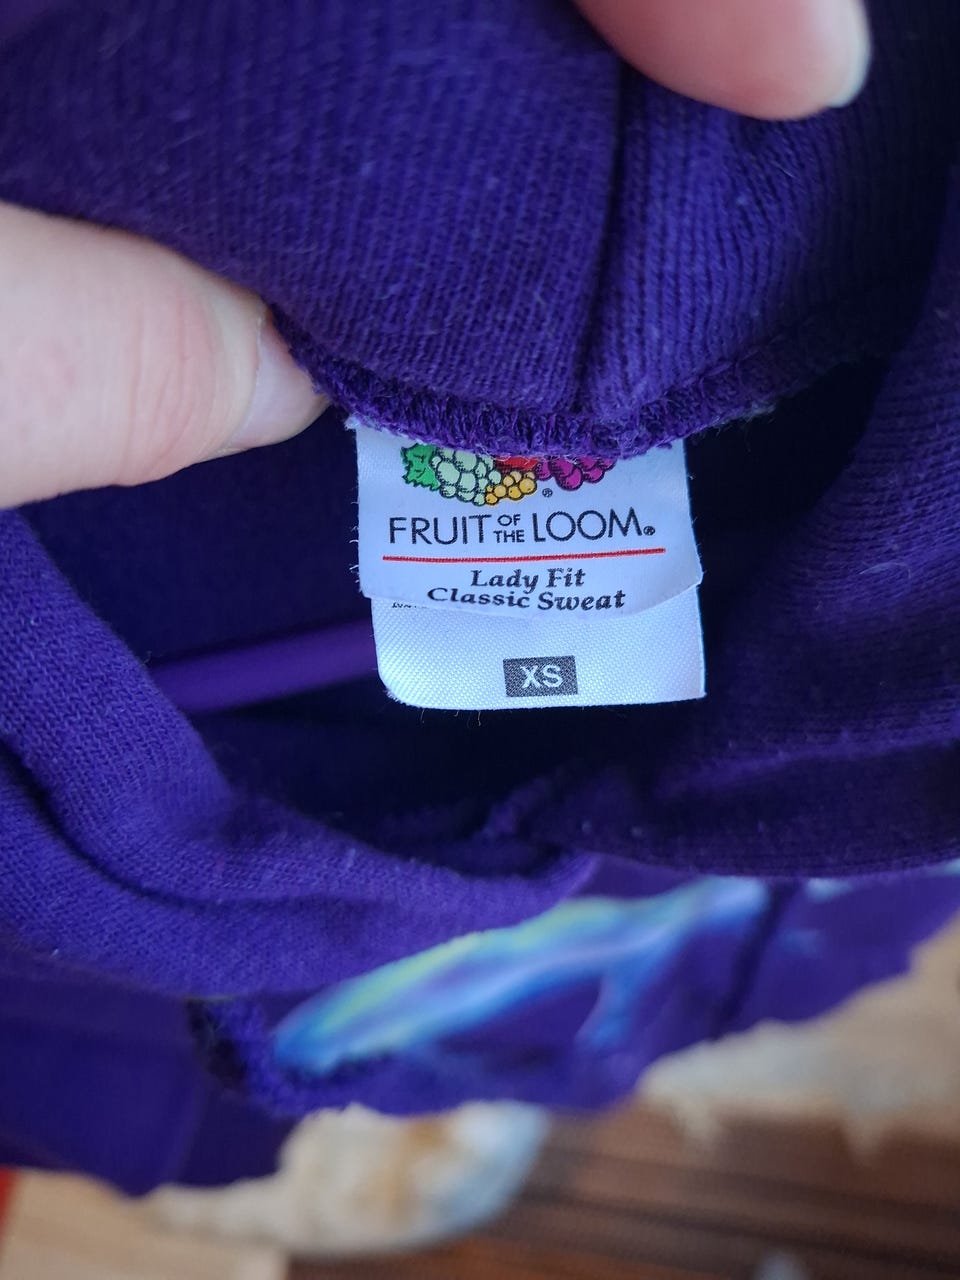 FRUIT OF THE LOOM®
Lady Fit
Classic Sweat
XS